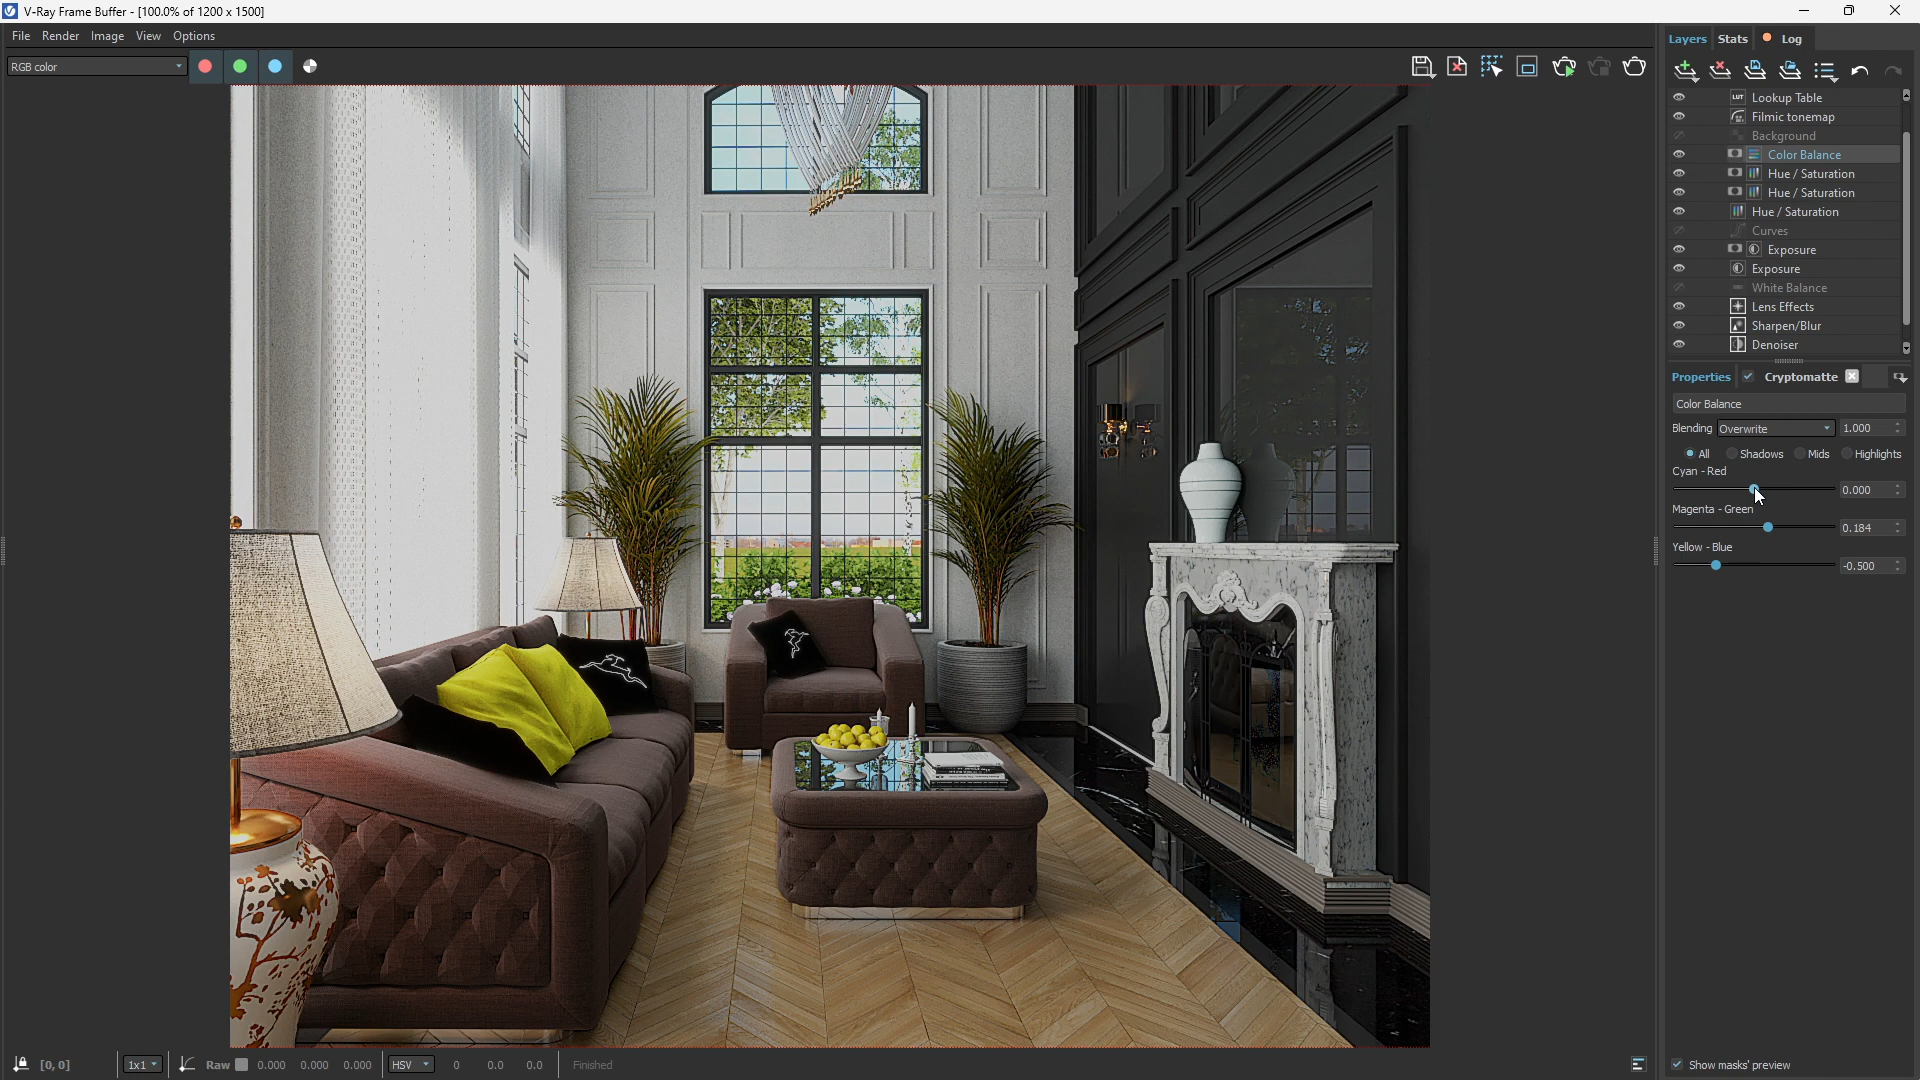 V-Ray Frame Buffer - [100.0% of 1200 x 1500]
File Render Image View Options
RGB color
Layers Stats Log
LUT Lookup Table
Filmic tonemap
Background
Color Balance
Hue / Saturation
Hue / Saturation
Hue / Saturation
Curves
Exposure
Exposure
White Balance
Lens Effects
Sharpen/Blur
Denoiser
Properties Cryptomatte
Color Balance
Blending Overwrite 1.000
All Shadows Mids Highlights
Cyan - Red
0.000
Magenta - Green
0.184
Yellow - Blue
-0.500
[0, 0] 1x1 Raw 0.000 0.000 0.000 HSV 0 0.0 0.0 Finished
Show masks' preview